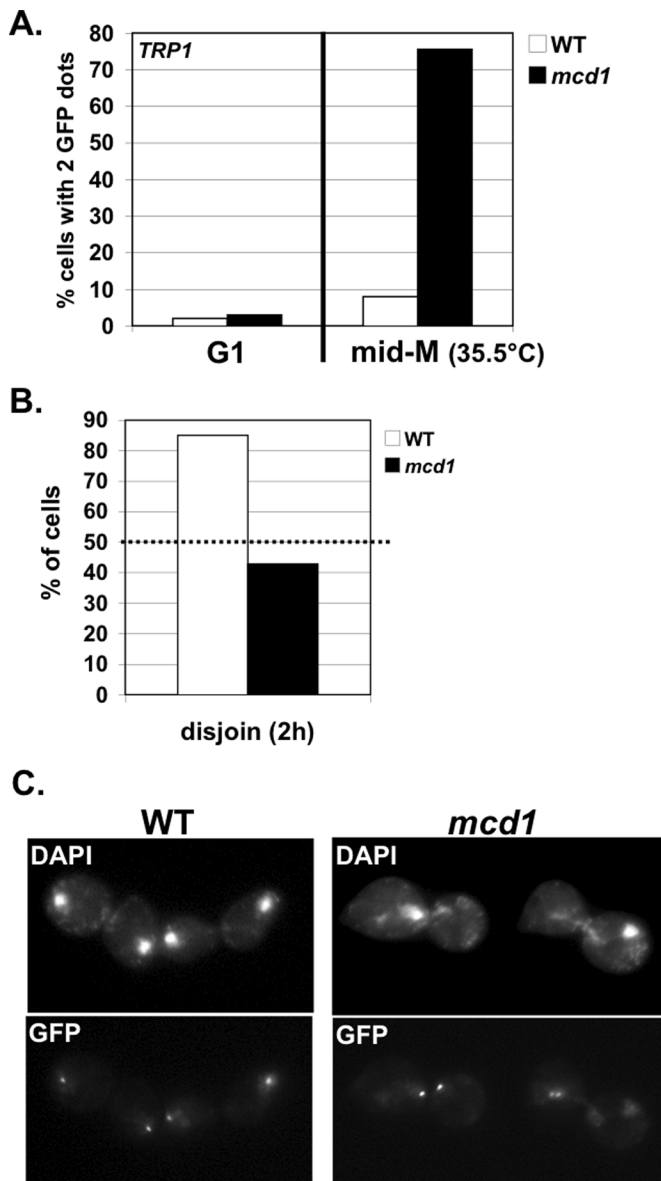 A.
% cells with 2 GFP dots
80
70
60
50
40
30
20
10
0
TRP1
WT
mcd1
G1
mid-M (35.5°C)
B.
% of cells
90
80
70
60
50
40
30
20
10
0
WT
mcd1
disjoin (2h)
C.
WT
mcd1
DAPI
DAPI
GFP
GFP